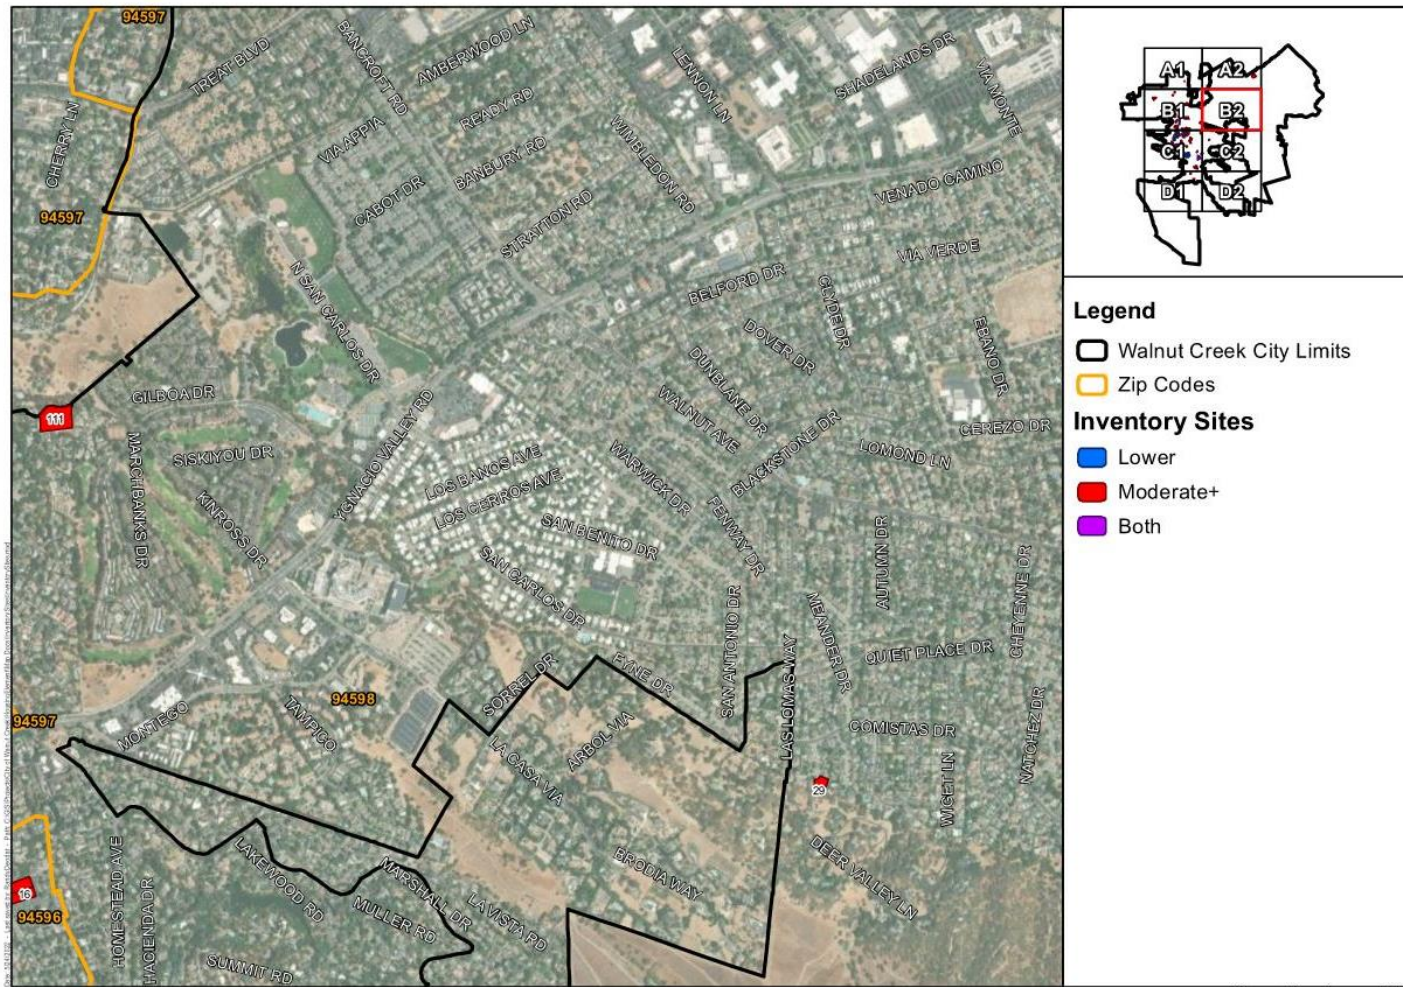 94597
TREAT BLVD
BANCROFT RD
AMBERWOOD LN
LENNON LN
SHADELANDS DR
VIA MONTE
CHERRY LN
VIA APPIA
READY RD
WIMBLEDON RD
BANBURY RD
CABOT DR
STRATTON RD
VENADO CAMINO
94597
VIA VERDE
N SAN CARLOS DR
BELFORD DR
CLYDE DR
DOVER DR
EBANO DR
DUNBLANE DR
GILBOA DR
WALNUT AVE
111
YGNACIO VALLEY RD
BLACKSTONE DR
CEREZO DR
LOMOND LN
MARCHBANKS DR
SISKIYOU DR
LOS BANOS AVE
WARWICK DR
LOS CERROS AVE
KINROSS DR
FENWAY DR
SAN BENITO DR
AUTUMN DR
SAN CARLOS DR
CHEYENNE DR
SAN ANTONIO DR
MEANDER DR
LAS LOMAS WAY
QUIET PLACE DR
EYNE DR
SORREL DR
94598
94597
MONTEGO
TAMPICO
ARBOL VIA
COMISTAS DR
NATCHEZ DR
LA CASA VIA
WIGET LN
29
BRODIA WAY
DEER VALLEY LN
HOMESTEAD AVE
HACIENDA DR
LAKEWOOD RD
MARSHALL DR
MULLER RD
LA VISTA RD
16
94596
SUMMIT RD
A1 A2
B1 B2
C1 C2
D1 D2
Legend
Walnut Creek City Limits
Zip Codes
Inventory Sites
Lower
Moderate+
Both